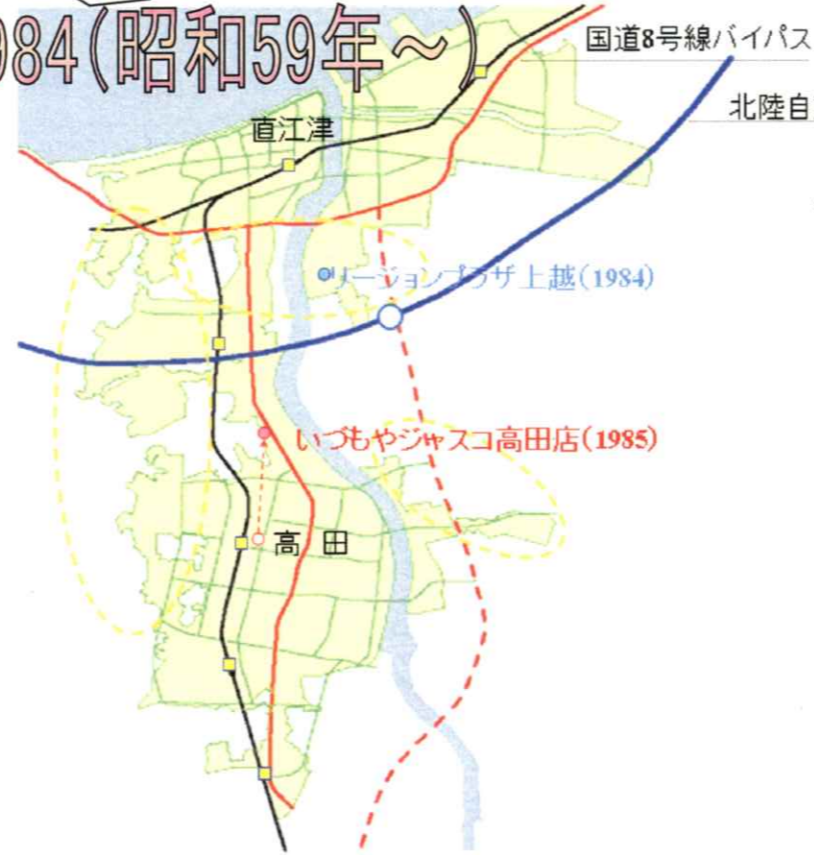 984(昭和59年～)
国道8号線バイパス
北陸自
直江津
リージョンプラザ上越(1984)
いづもやジャスコ高田店(1985)
高 田